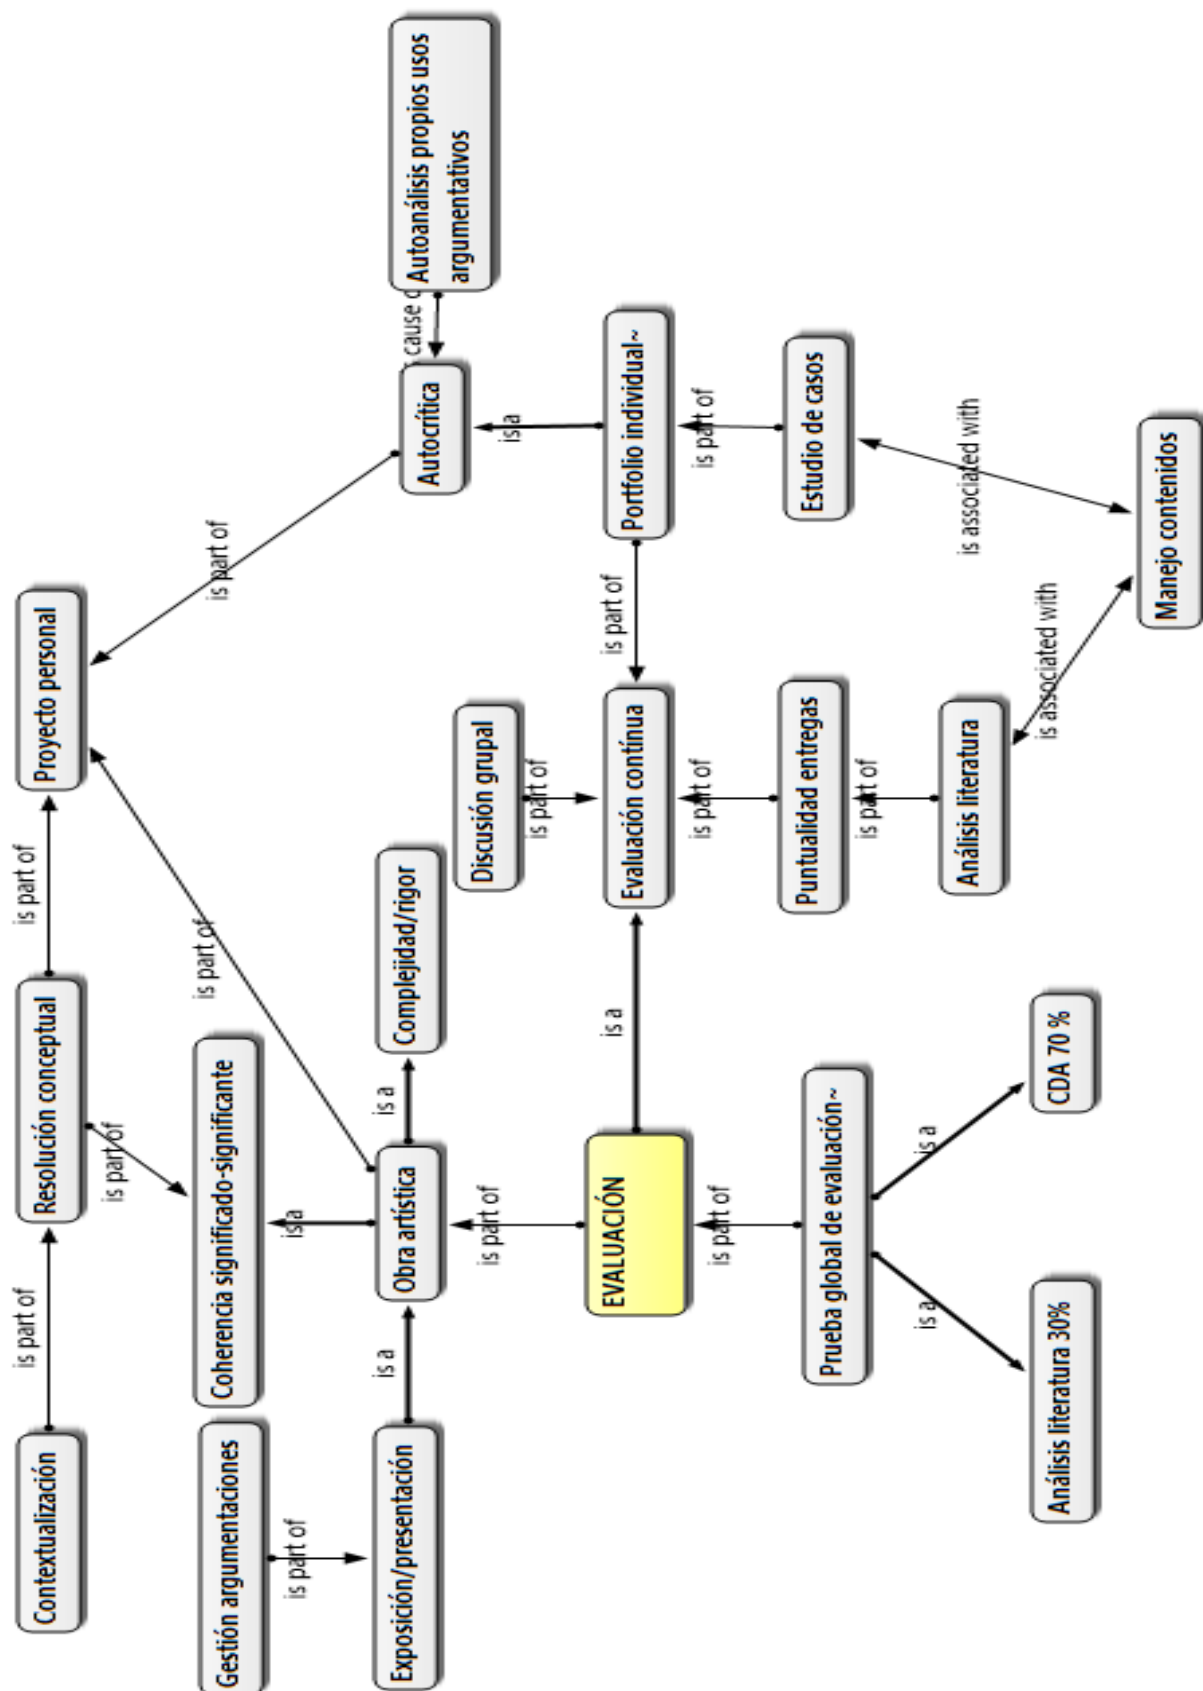 Contextualización
is part of
Resolución conceptual
is part of
Proyecto personal
is part of
Gestión argumentaciones
Coherencia significado-significante
is part of
is part of
is part of
is a
Exposición/presentación
is a
Obra artística
is a
Complejidad/rigor
Autocrítica
cause
Autoanálisis propios usos
argumentativos
is part of
Discusión grupal
is a
is part of
EVALUACIÓN
is a
Evaluación contínua
is part of
Portfolio individual~
is part of
is part of
is part of
Prueba global de evaluación~
Puntualidad entregas
Estudio de casos
is part of
is a
is a
Análisis literatura
is associated with
Análisis literatura 30%
CDA 70 %
is associated with
Manejo contenidos